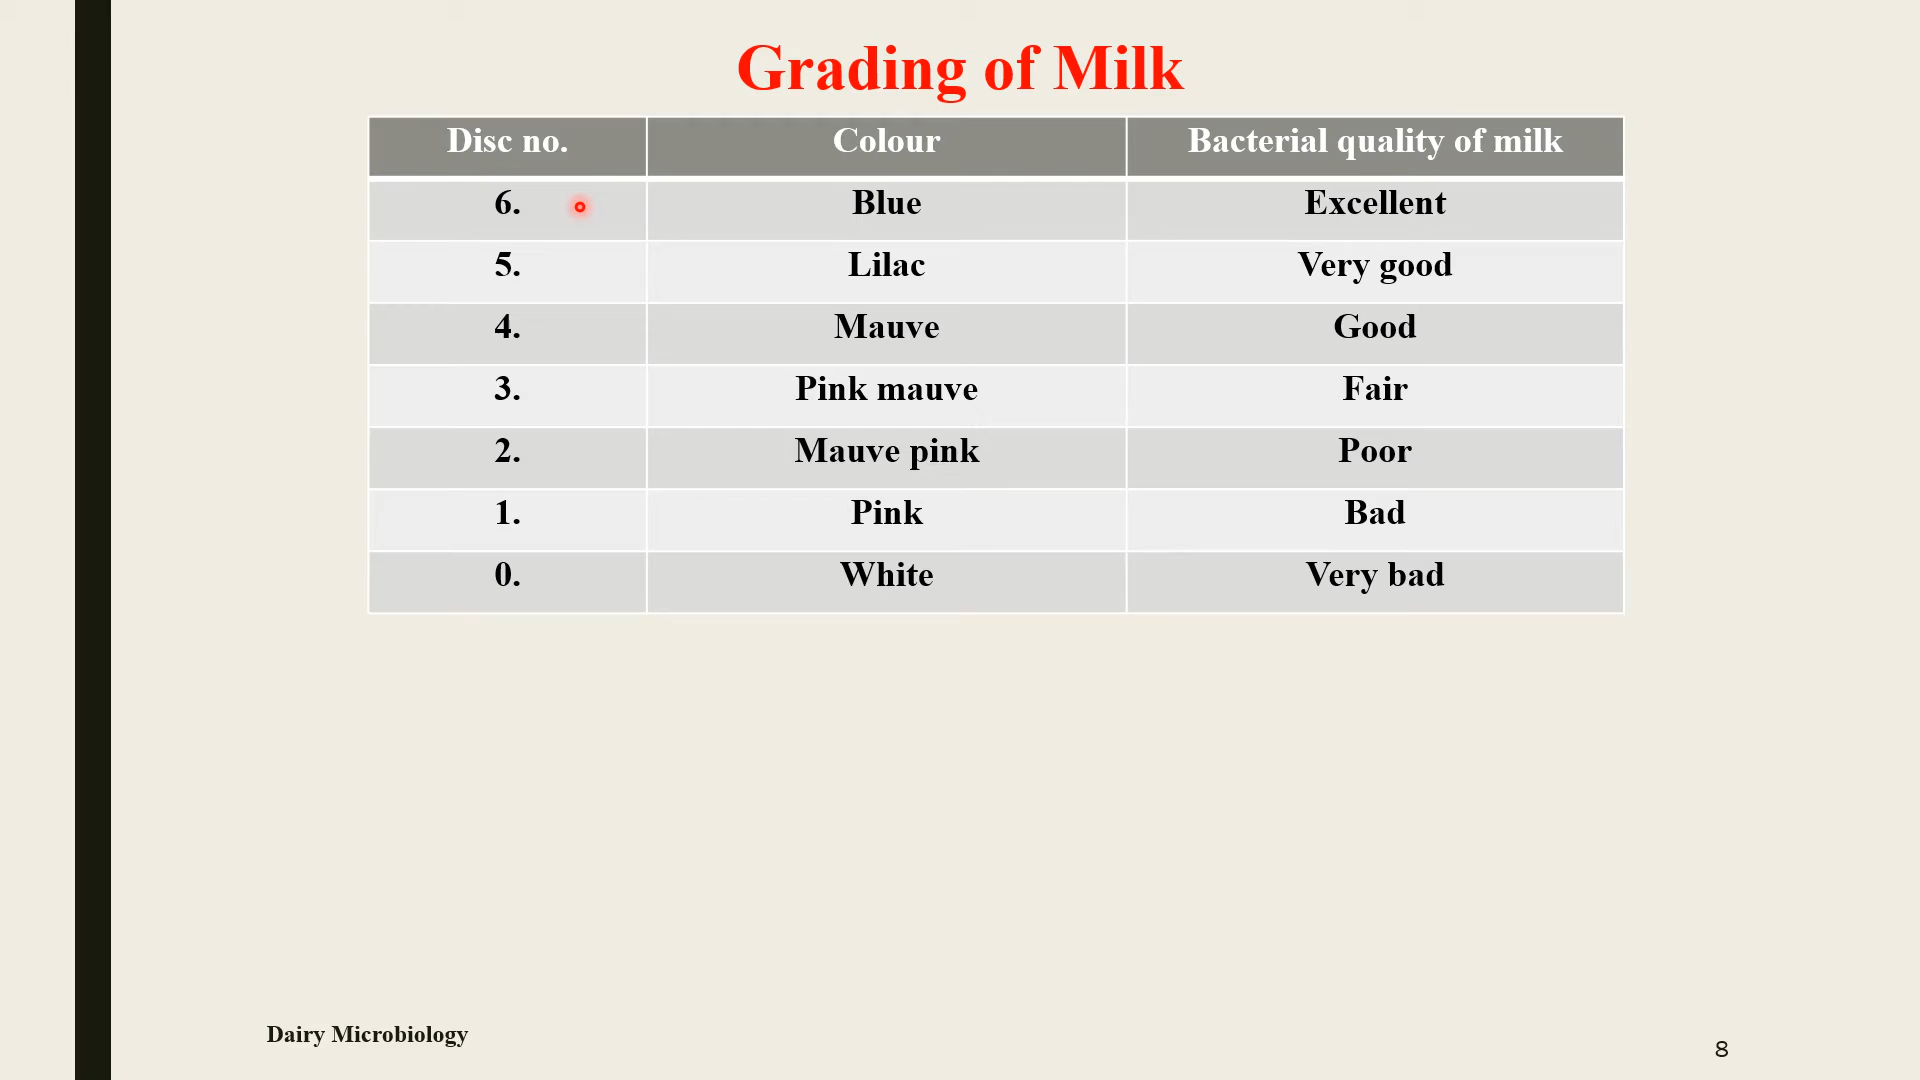 Grading of Milk
Disc no. Colour Bacterial quality of milk
6. Blue Excellent
5. Lilac Very good
4. Mauve Good
3. Pink mauve Fair
2. Mauve pink Poor
1. Pink Bad
0. White Very bad
Dairy Microbiology
8